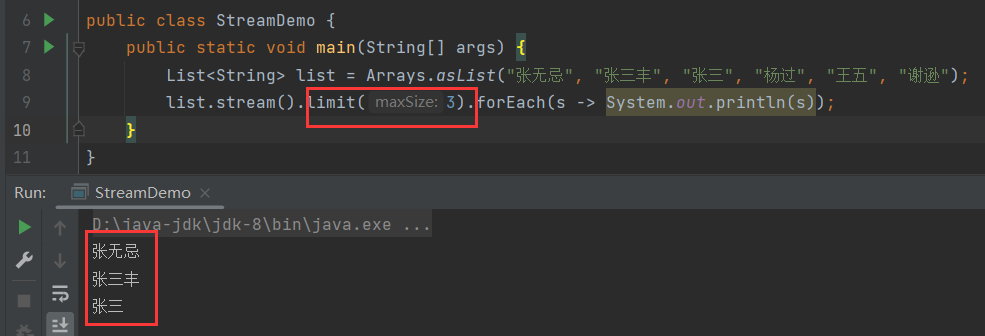 6 public class StreamDemo {
7 public static void main(String[] args) {
8 List<String> list = Arrays.asList("张无忌", "张三丰", "张三", "杨过", "王五", "谢逊");
9 list.stream().limit( maxSize: 3).forEach(s -> System.out.println(s));
10 }
11 }
Run: StreamDemo ×
D:\java-jdk\jdk-8\bin\java.exe ...
张无忌
张三丰
张三